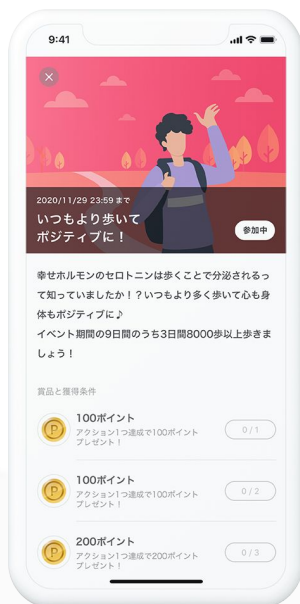 9:41
2020/11/29 23:59 まで
いつもより歩いて
ポジティブに！
参加中
幸せホルモンのセロトニンは歩くことで分泌されるっ
て知っていましたか！？いつもより多く歩いて心も身
体もポジティブに♪
イベント期間の9日間のうち3日間8000歩以上歩きま
しょう！
賞品と獲得条件
100ポイント
アクション1つ達成で100ポイント
プレゼント！
0 / 1
100ポイント
アクション1つ達成で100ポイント
プレゼント！
0 / 2
200ポイント
アクション1つ達成で200ポイント
プレゼント！
0 / 3